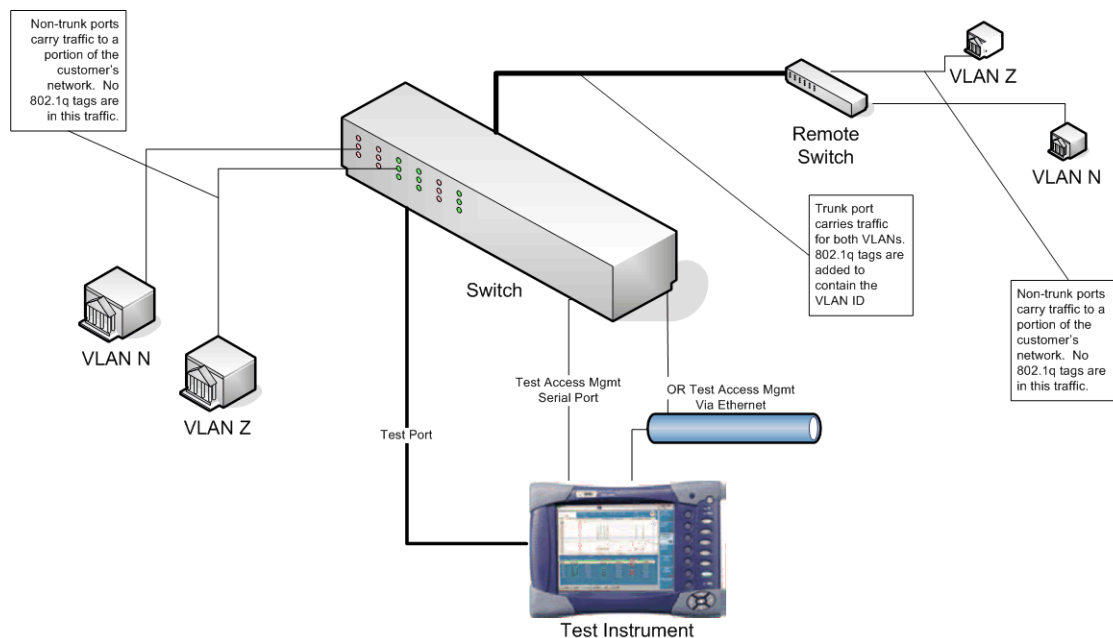 Non-trunk ports
carry traffic to a
portion of the
customer's
network.  No
802.1q tags are
in this traffic.
VLAN Z
Remote
Switch
VLAN N
Trunk port
carries traffic
for both VLANs.
802.1q tags are
added to
contain the
VLAN ID
Non-trunk ports
carry traffic to a
portion of the
customer's
network.  No
802.1q tags are
in this traffic.
Switch
VLAN N
VLAN Z
Test Access Mgmt
Serial Port
OR Test Access Mgmt
Via Ethernet
Test Port
Test Instrument